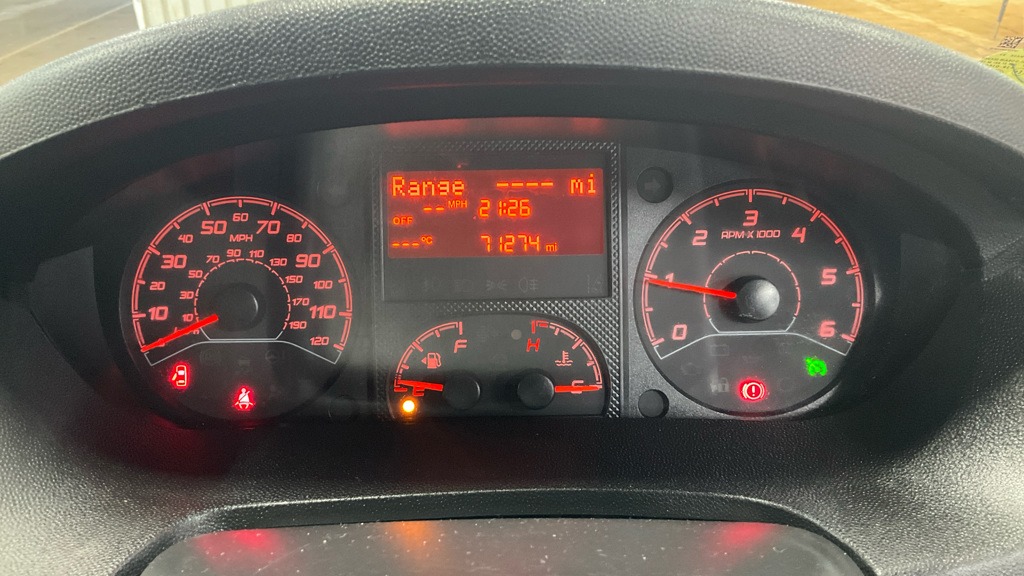 Range ---- mi
-- MPH 21:26
OFF
---°C 71274 mi
10 20 30 40 50 60 70 80 90 100 110 120
MPH
10 30 50 70 90 110 130 150 170 190
F
H
C
0 1 2 3 4 5 6
RPM X 1000